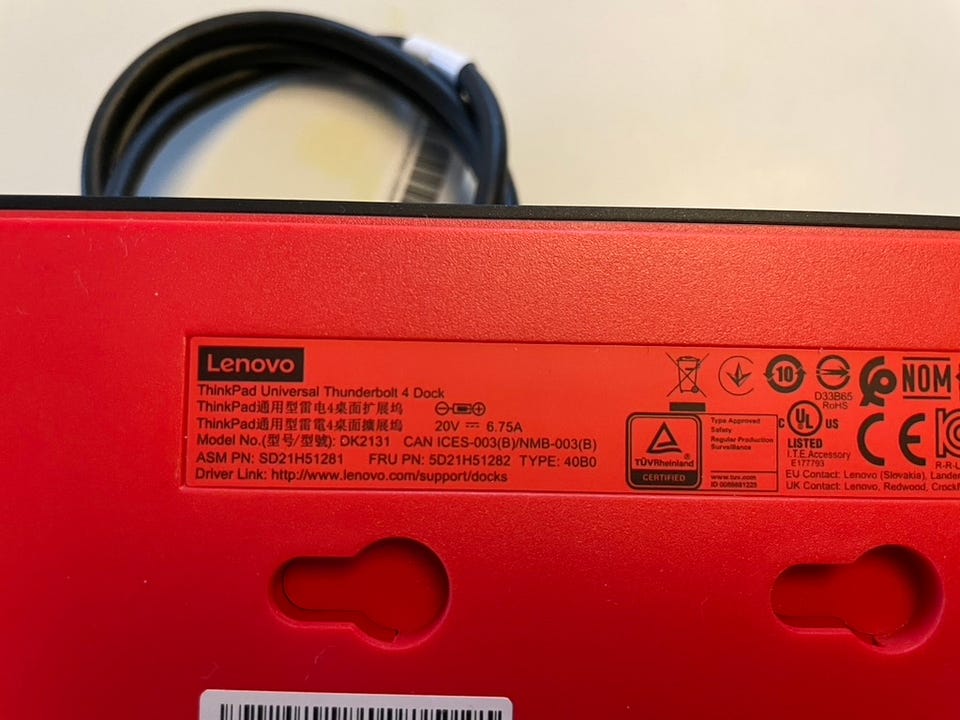 Lenovo
ThinkPad Universal Thunderbolt 4 Dock
ThinkPad通用型雷电4桌面扩展坞
ThinkPad通用型雷電4桌面擴展塢
20V 6.75A
Model No.(型号/型號): DK2131 CAN ICES-003(B)/NMB-003(B)
ASM PN: SD21H51281 FRU PN: 5D21H51282 TYPE: 40B0
Driver Link: http://www.lenovo.com/support/docks
TÜVRheinland
CERTIFIED
Type Approved
Safety
Regular Production
Surveillance
www.tuv.com
10
D33B65
RoHS
NOM
C UL US
LISTED
I.T.E.Accessory
E177793
CE
EU Contact: Lenovo (Slovakia),
UK Contact: Lenovo, Redwood,